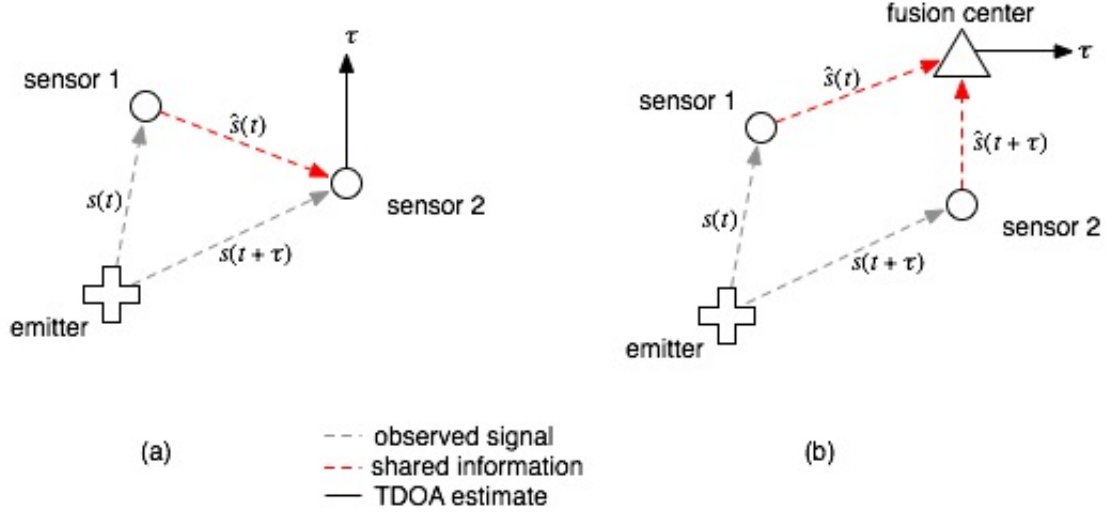 τ
sensor 1
ŝ(t)
s(t)
sensor 2
s(t + τ)
emitter
(a)
fusion center
τ
ŝ(t)
sensor 1
ŝ(t + τ)
s(t)
sensor 2
s(t + τ)
emitter
(b)
observed signal
shared information
TDOA estimate